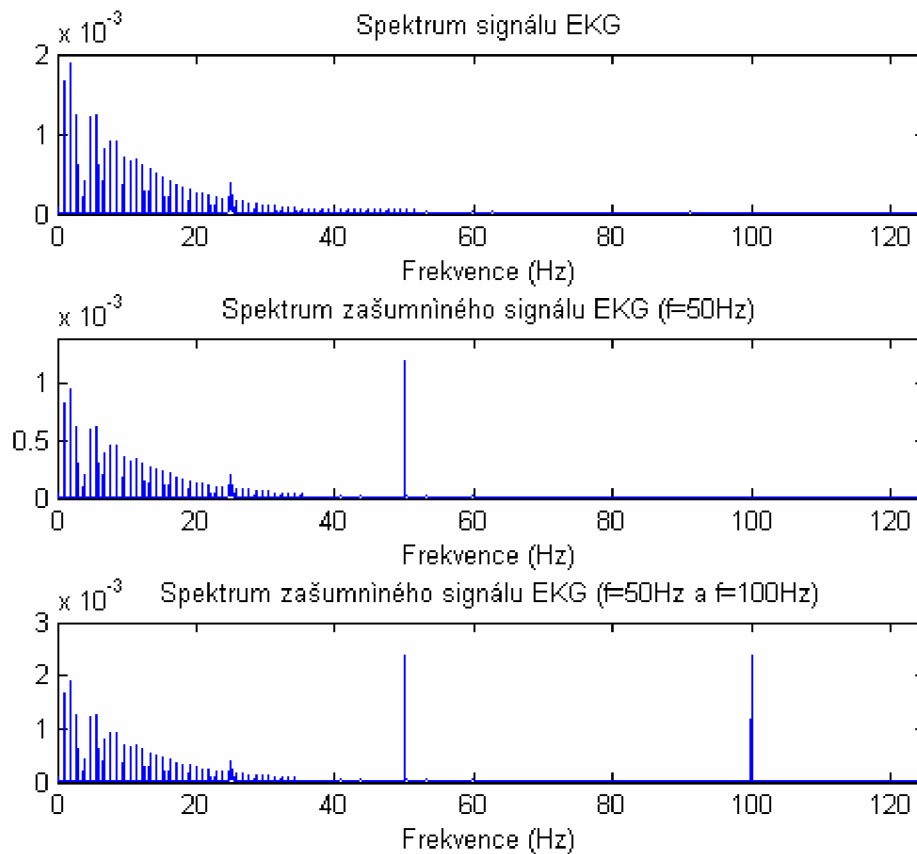 x 10^-3
Spektrum signálu EKG
2
1
0
0 20 40 60 80 100 120
Frekvence (Hz)
x 10^-3
Spektrum zašumnìného signálu EKG (f=50Hz)
1
0.5
0
0 20 40 60 80 100 120
Frekvence (Hz)
x 10^-3
Spektrum zašumnìného signálu EKG (f=50Hz a f=100Hz)
3
2
1
0
0 20 40 60 80 100 120
Frekvence (Hz)